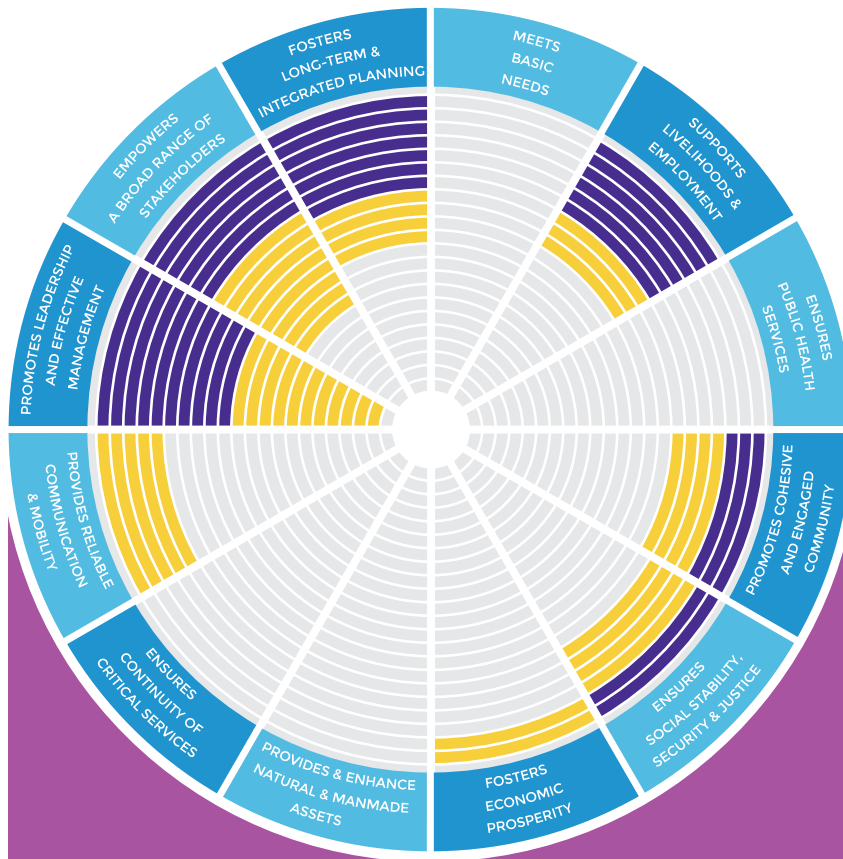 MEETS
BASIC
NEEDS
SUPPORTS
LIVELIHOODS &
EMPLOYMENT
ENSURES
PUBLIC HEALTH
SERVICES
PROMOTES COHESIVE
AND ENGAGED
COMMUNITY
ENSURES
SOCIAL STABILITY,
SECURITY & JUSTICE
FOSTERS
ECONOMIC
PROSPERITY
PROVIDES & ENHANCE
NATURAL & MANMADE
ASSETS
ENSURES
CONTINUITY OF
CRITICAL SERVICES
PROVIDES RELIABLE
COMMUNICATION
& MOBILITY
PROMOTES LEADERSHIP
AND EFFECTIVE
MANAGEMENT
EMPOWERS
A BROAD RANGE OF
STAKEHOLDERS
FOSTERS
LONG-TERM &
INTEGRATED PLANNING